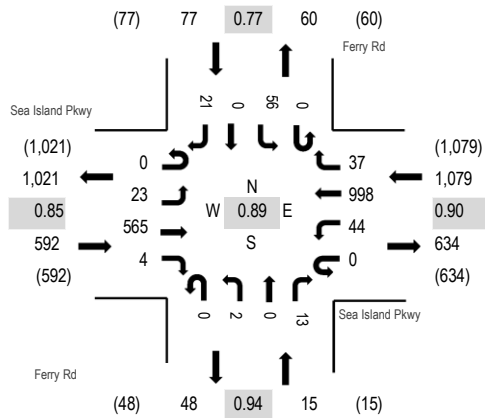 (77) 77 0.77 60 (60)
Ferry Rd
21 0 56 0
Sea Island Pkwy
(1,021)
1,021
0.85
592
(592)
0
23
565
4
N
W 0.89 E
S
37
998
44
0
(1,079)
1,079
0.90
634
(634)
0 2 0 13
Sea Island Pkwy
Ferry Rd
(48) 48 0.94 15 (15)